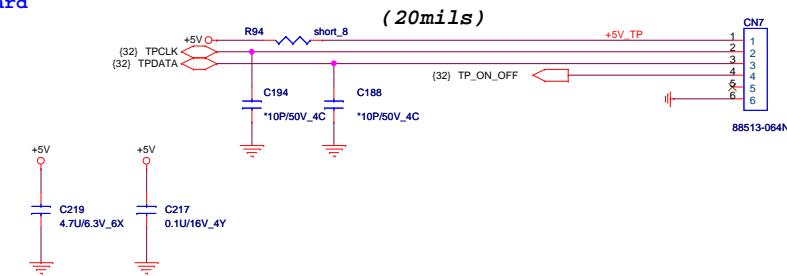 ard
(20mils)
CN7
+5V
R94
short_8
+5V_TP
1
1
{32} TPCLK
2
2
{32} TPDATA
3
3
{32} TP_ON_OFF
4
4
5
5
6
6
C194
C188
*10P/50V_4C
*10P/50V_4C
88513-064N
+5V
+5V
C219
C217
4.7U/6.3V_6X
0.1U/16V_4Y